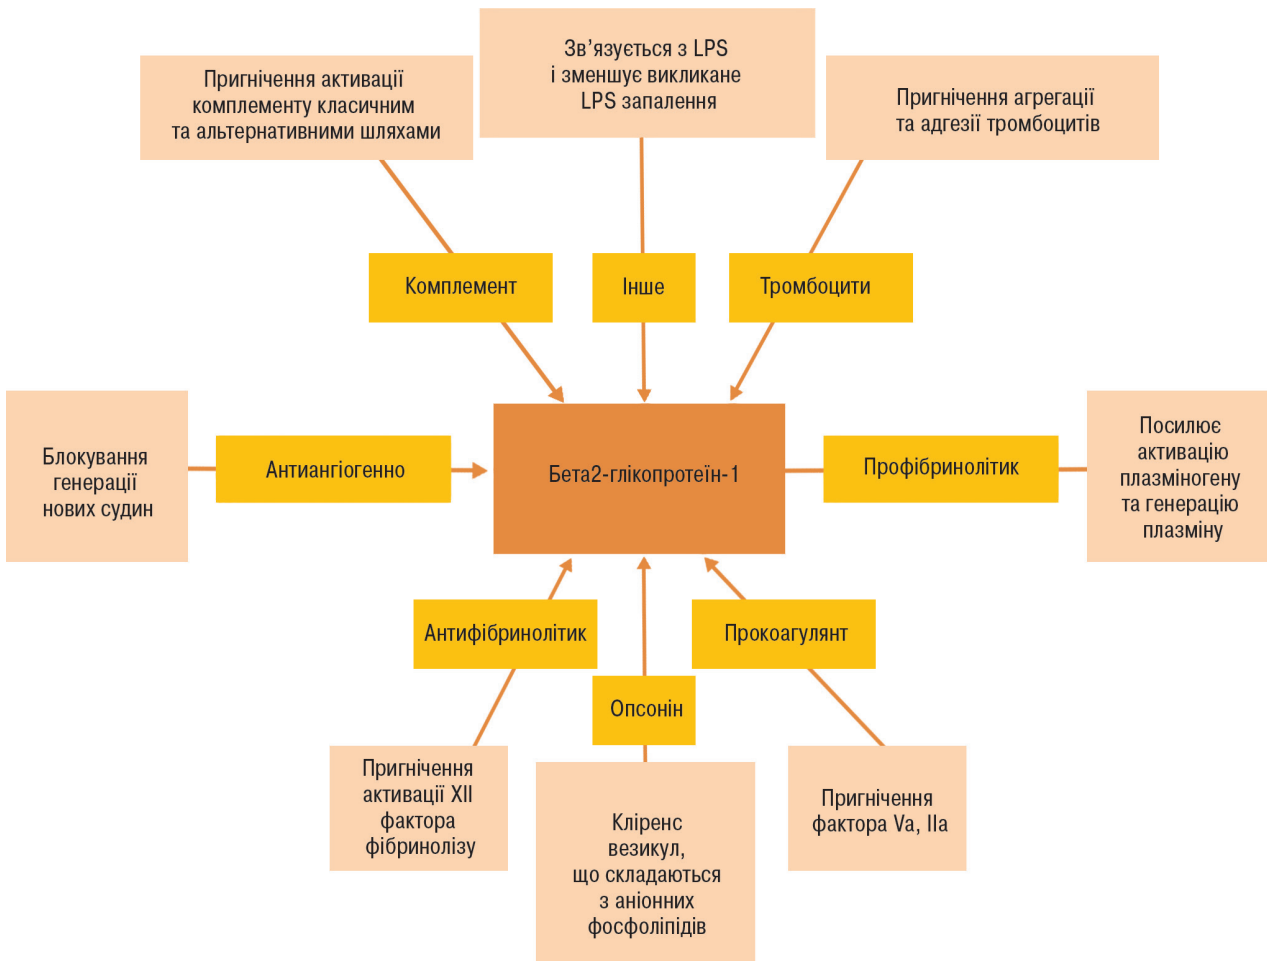 Зв’язується з LPS
і зменшує викликане
LPS запалення
Пригнічення активації
комплементу класичним
та альтернативними шляхами
Пригнічення агрегації
та адгезії тромбоцитів
Комплемент
Інше
Тромбоцити
Блокування
генерації
нових судин
Антиангіогенно
Бета2-глікопротеїн-1
Профібринолітик
Посилює
активацію
плазміногену
та генерацію
плазміну
Антифібринолітик
Опсонін
Прокоагулянт
Пригнічення
активації XII
фактора
фібринолізу
Кліренс
везикул,
що складаються
з аніонних
фосфоліпідів
Пригнічення
фактора Va, IIa